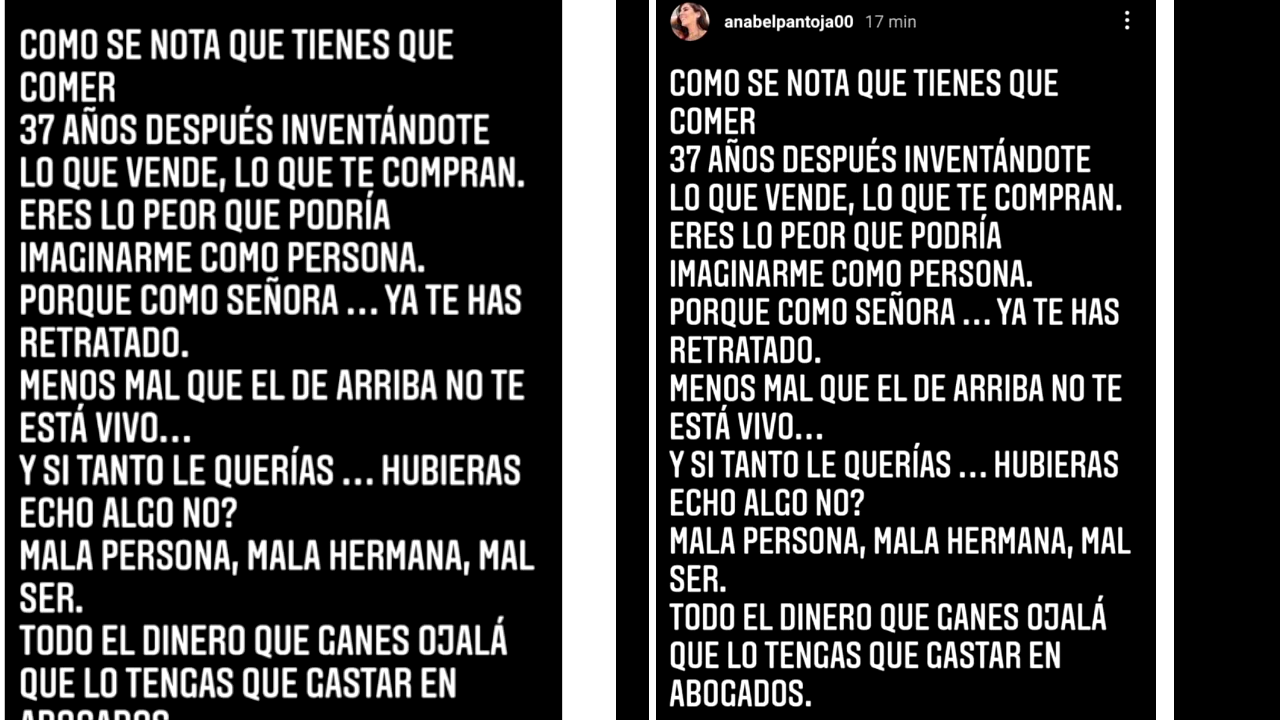 COMO SE NOTA QUE TIENES QUE
COMER
37 AÑOS DESPUÉS INVENTÁNDOTE
LO QUE VENDE, LO QUE TE COMPRAN.
ERES LO PEOR QUE PODRÍA
IMAGINARME COMO PERSONA.
PORQUE COMO SEÑORA ... YA TE HAS
RETRATADO.
MENOS MAL QUE EL DE ARRIBA NO TE
ESTÁ VIVO...
Y SI TANTO LE QUERÍAS ... HUBIERAS
ECHO ALGO NO?
MALA PERSONA, MALA HERMANA, MAL
SER.
TODO EL DINERO QUE GANES OJALÁ
QUE LO TENGAS QUE GASTAR EN
ABOGADOS.
anabelpantoja00 17 min
COMO SE NOTA QUE TIENES QUE
COMER
37 AÑOS DESPUÉS INVENTÁNDOTE
LO QUE VENDE, LO QUE TE COMPRAN.
ERES LO PEOR QUE PODRÍA
IMAGINARME COMO PERSONA.
PORQUE COMO SEÑORA ... YA TE HAS
RETRATADO.
MENOS MAL QUE EL DE ARRIBA NO TE
ESTÁ VIVO...
Y SI TANTO LE QUERÍAS ... HUBIERAS
ECHO ALGO NO?
MALA PERSONA, MALA HERMANA, MAL
SER.
TODO EL DINERO QUE GANES OJALÁ
QUE LO TENGAS QUE GASTAR EN
ABOGADOS.